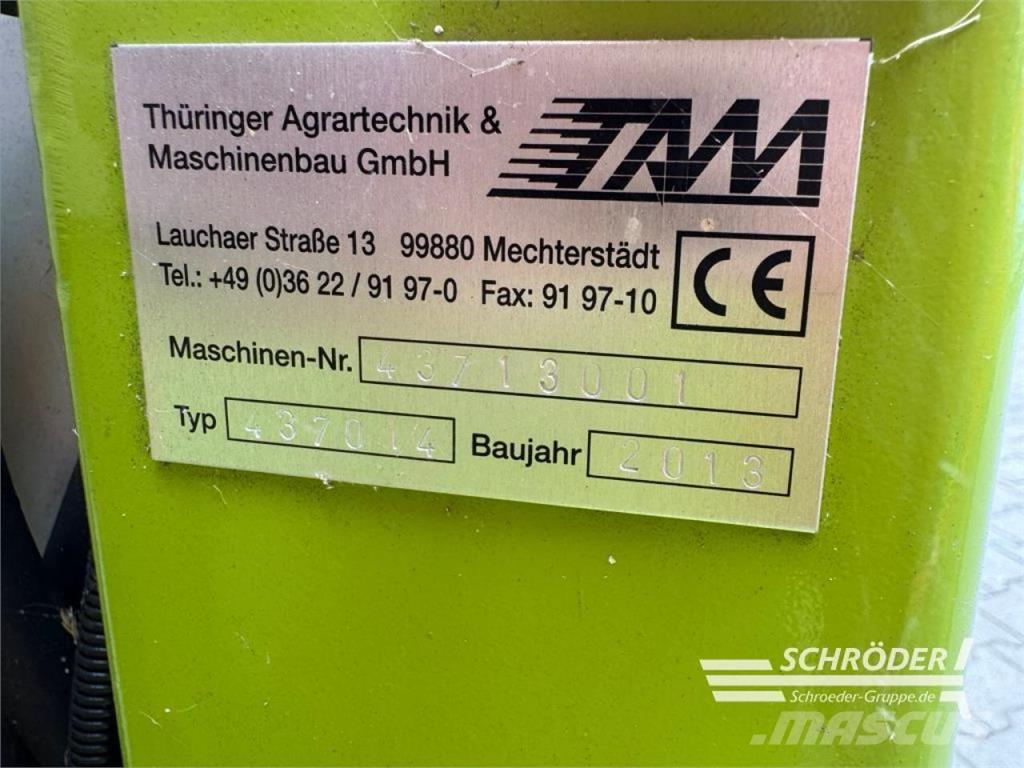 Thüringer Agrartechnik &
Maschinenbau GmbH
TAM
Lauchaer Straße 13 99880 Mechterstädt
Tel.: +49 (0)36 22 / 91 97-0 Fax: 91 97-10
CE
Maschinen-Nr. 43713001
Typ 437014 Baujahr 2013
SCHRÖDER
Schroeder-Gruppe.de
mascus